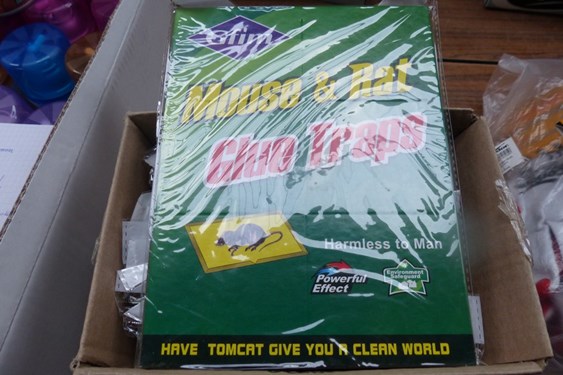 Mouse & Rat
Glue Traps
Harmless to Man
Powerful
Effect
Environment
Safeguard
HAVE TOMCAT GIVE YOU A CLEAN WORLD